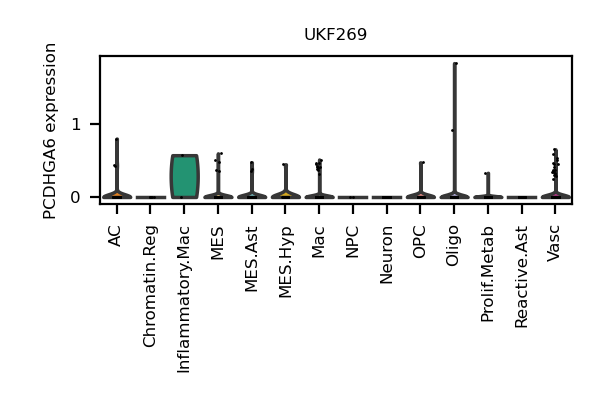 UKF269
PCDHGA6 expression
1
0
AC
Chromatin.Reg
Inflammatory.Mac
MES
MES.Ast
MES.Hyp
Mac
NPC
Neuron
OPC
Oligo
Prolif.Metab
Reactive.Ast
Vasc